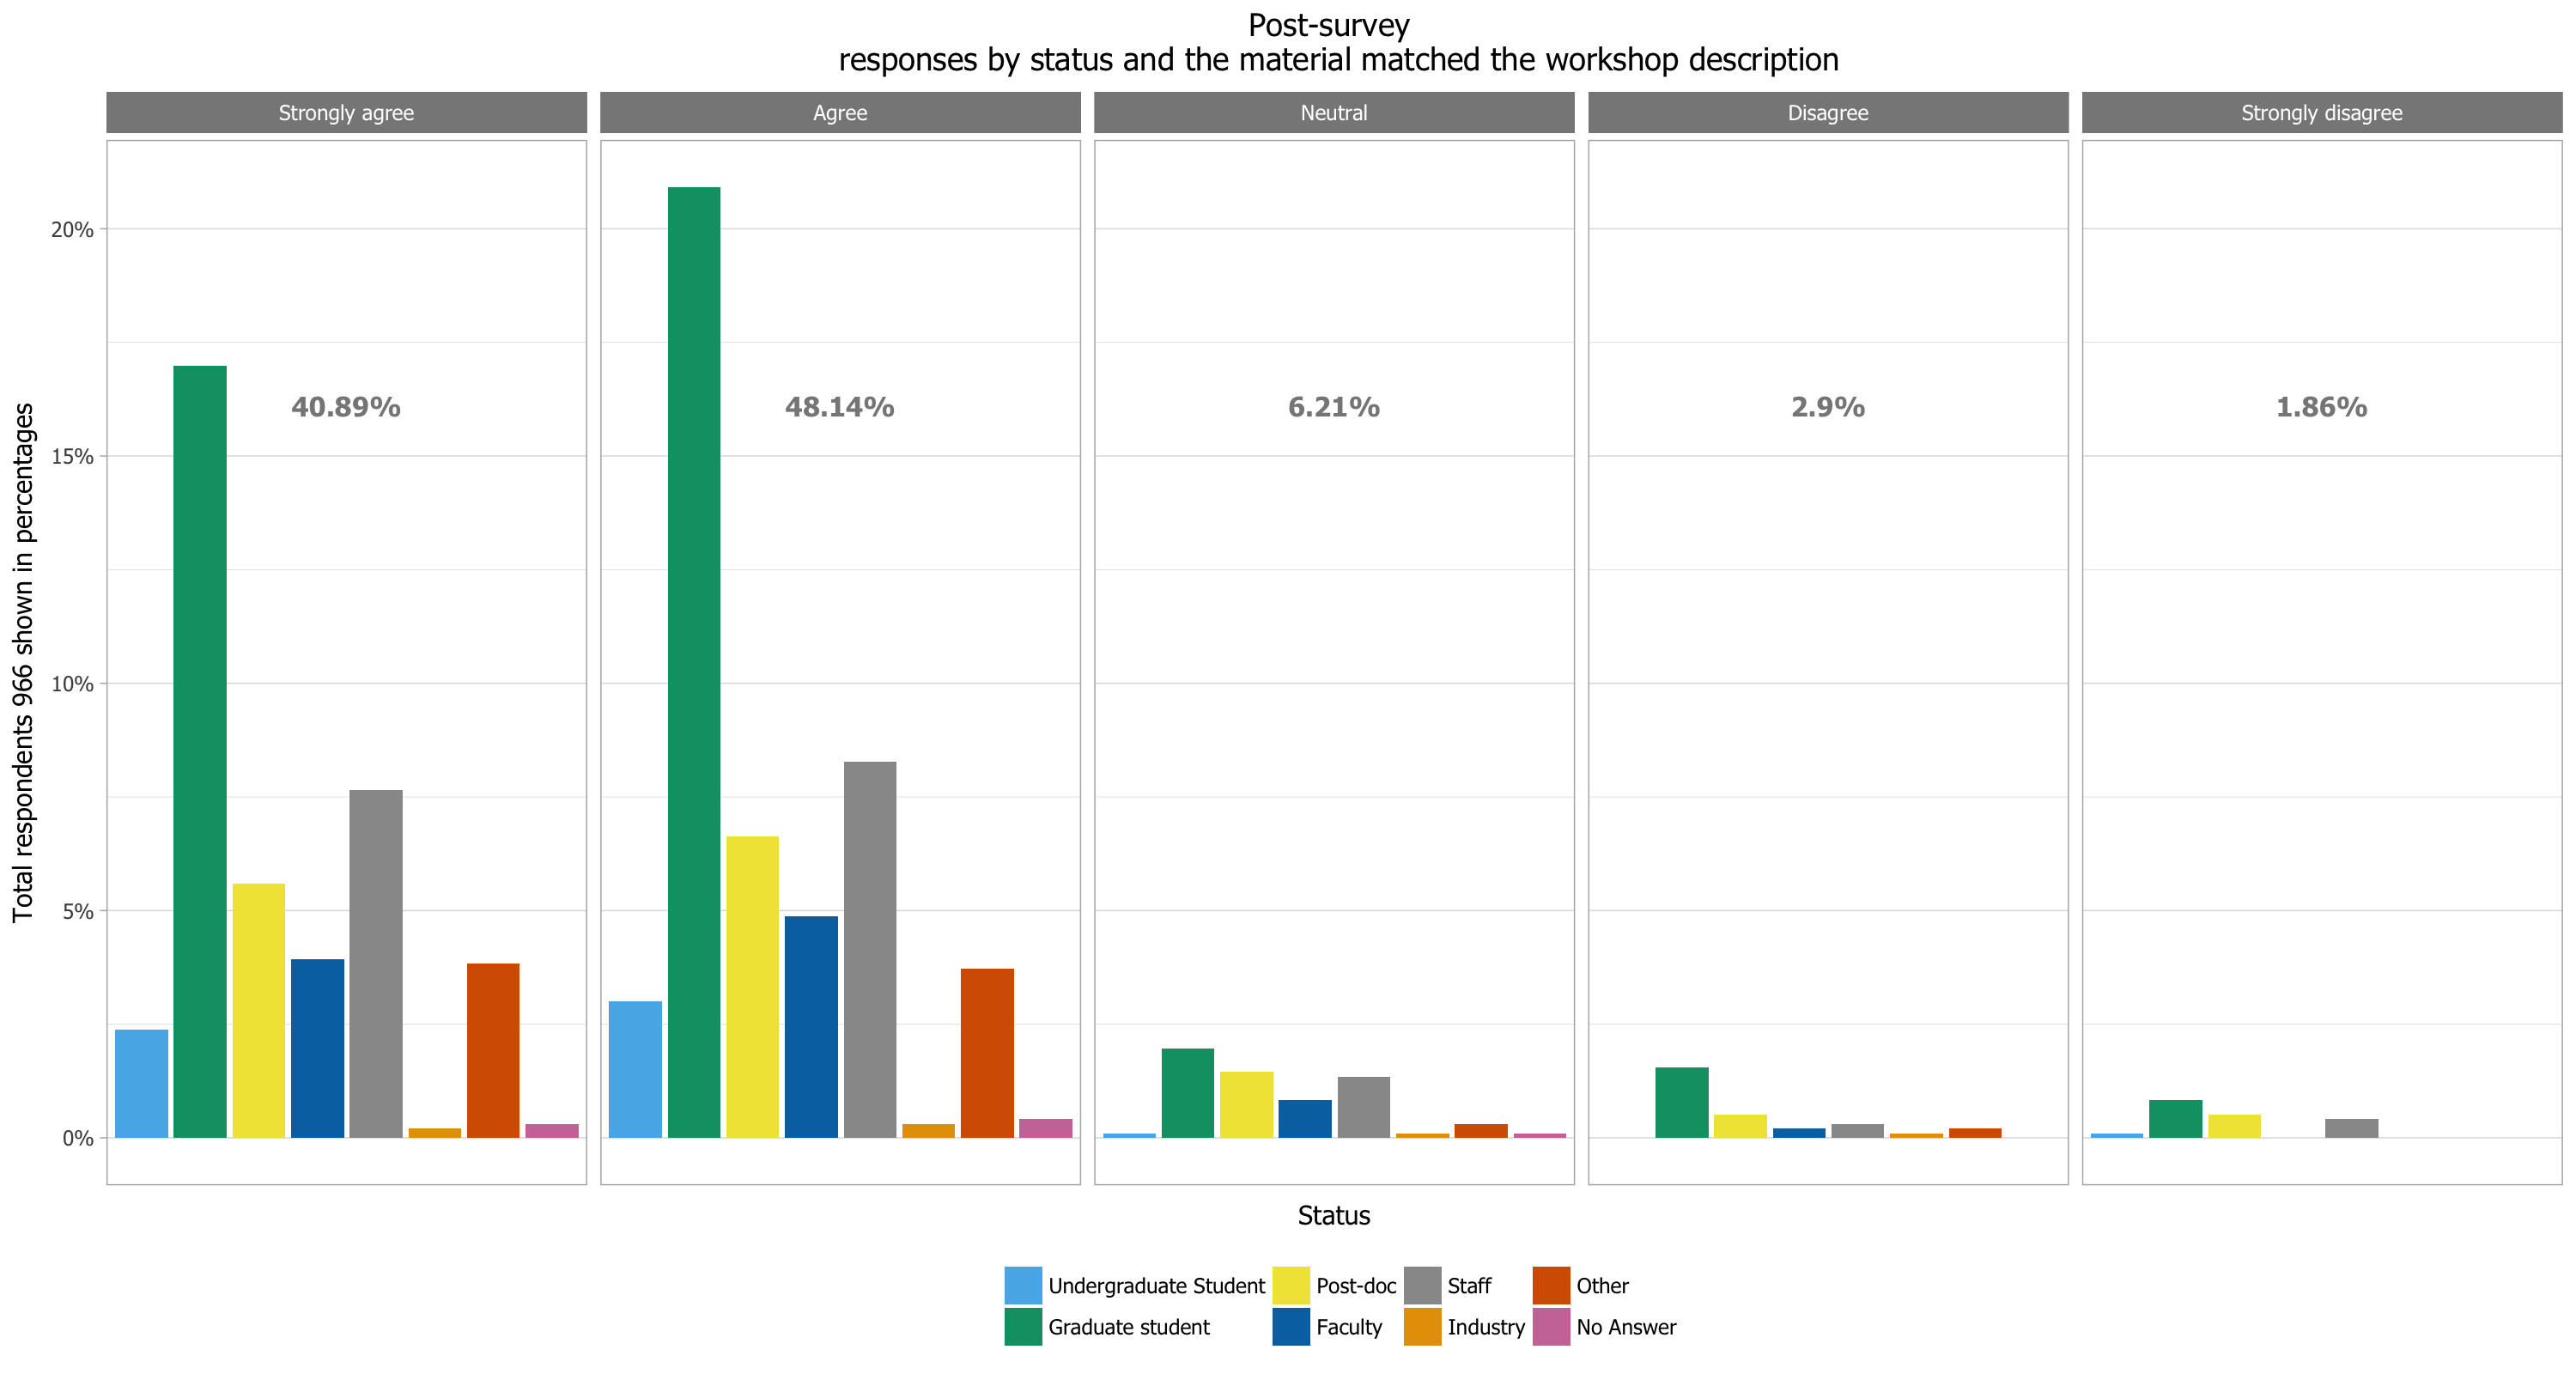 Post-survey
responses by status and the material matched the workshop description
Strongly agree
Agree
Neutral
Disagree
Strongly disagree
Total respondents 966 shown in percentages
20%
15%
10%
5%
0%
40.89%
48.14%
6.21%
2.9%
1.86%
Status
Undergraduate Student
Post-doc
Staff
Other
Graduate student
Faculty
Industry
No Answer